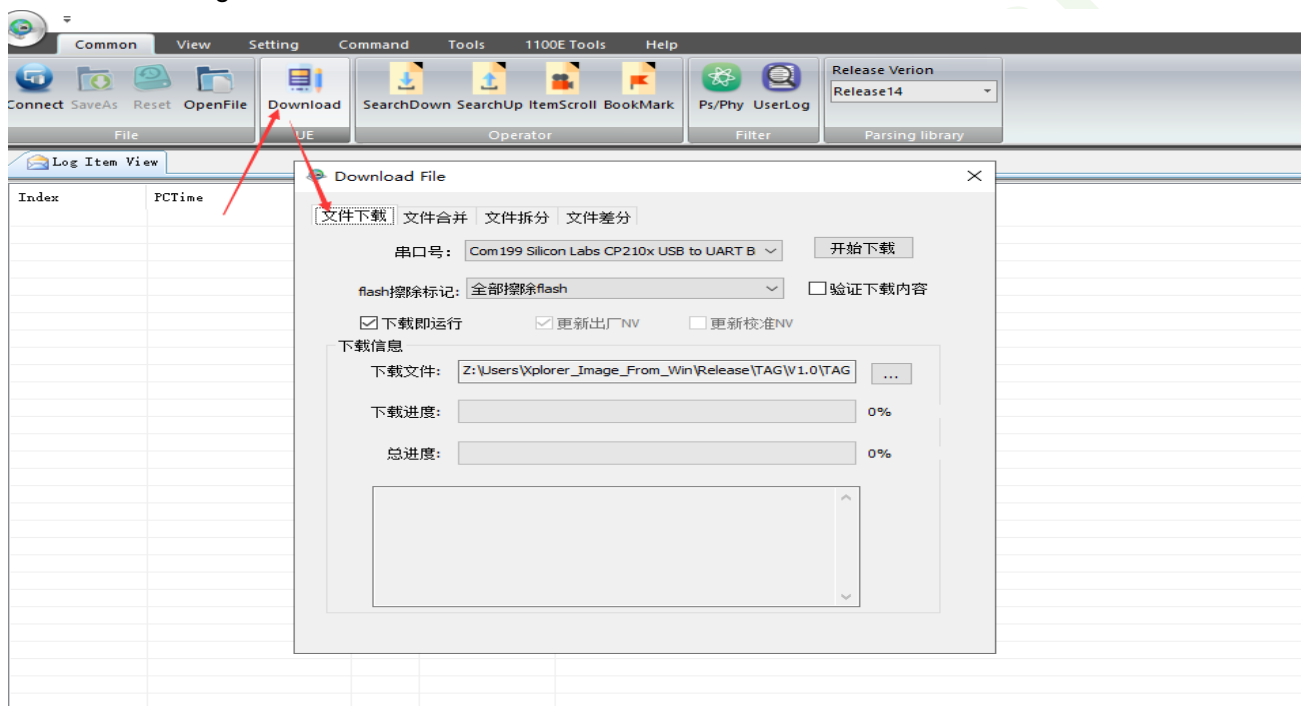 Common View Setting Command Tools 1100E Tools Help
Connect SaveAs Reset OpenFile Download SearchDown SearchUp ItemScroll BookMark Ps/Phy UserLog Release Verion
Release14
File UE Operator Filter Parsing library
Log Item View
Index PCTime
Download File
文件下载 文件合并 文件拆分 文件差分
串口号: Com199 Silicon Labs CP210x USB to UART B 开始下载
flash擦除标记: 全部擦除flash 验证下载内容
下载即运行 更新出厂NV 更新校准NV
下载信息
下载文件: Z:\Users\Xplorer_Image_From_Win\Release\TAG\V1.0\TAG ...
下载进度: 0%
总进度: 0%